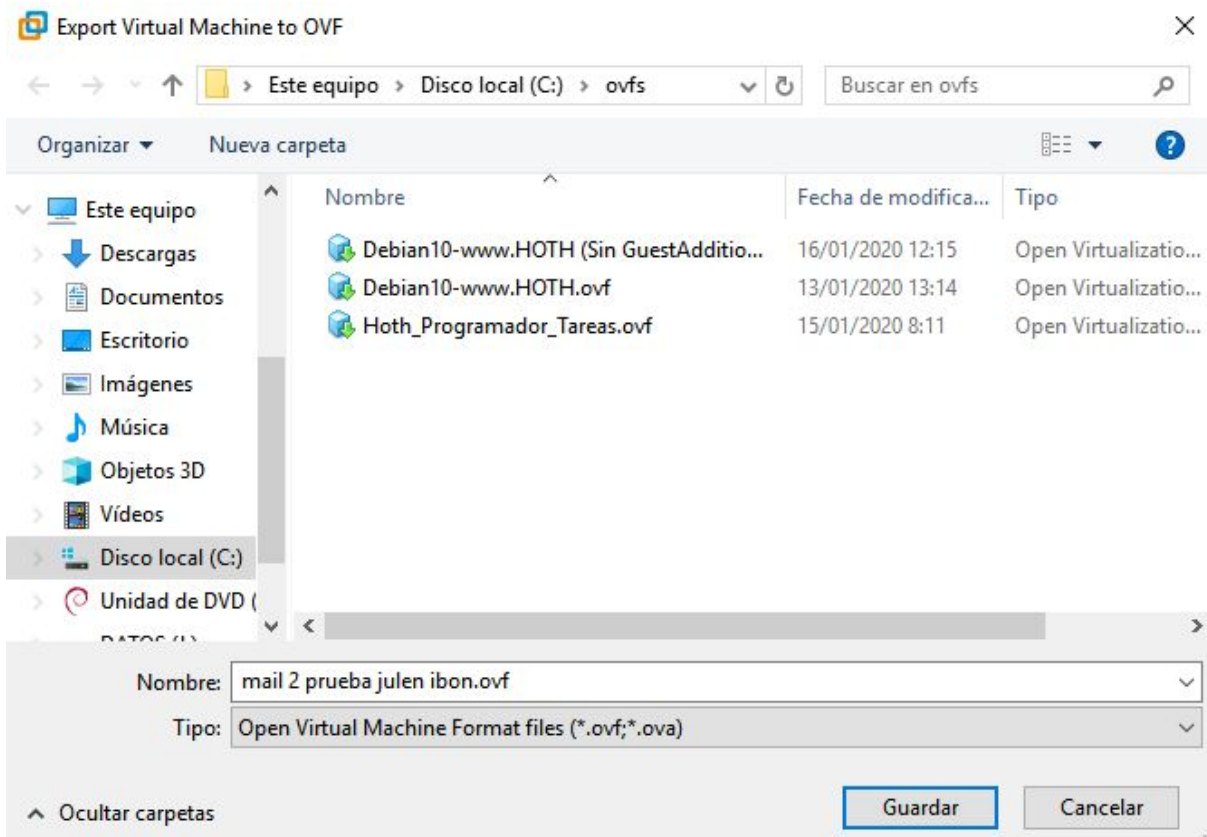 Export Virtual Machine to OVF
Este equipo > Disco local (C:) > ovfs
Buscar en ovfs
Organizar
Nueva carpeta
Este equipo
Descargas
Documentos
Escritorio
Imágenes
Música
Objetos 3D
Vídeos
Disco local (C:)
Unidad de DVD (
Nombre Fecha de modifica... Tipo
Debian10-www.HOTH (Sin GuestAdditio... 16/01/2020 12:15 Open Virtualizatio...
Debian10-www.HOTH.ovf 13/01/2020 13:14 Open Virtualizatio...
Hoth_Programador_Tareas.ovf 15/01/2020 8:11 Open Virtualizatio...
Nombre: mail 2 prueba julen ibon.ovf
Tipo: Open Virtual Machine Format files (*.ovf;*.ova)
Ocultar carpetas
Guardar
Cancelar